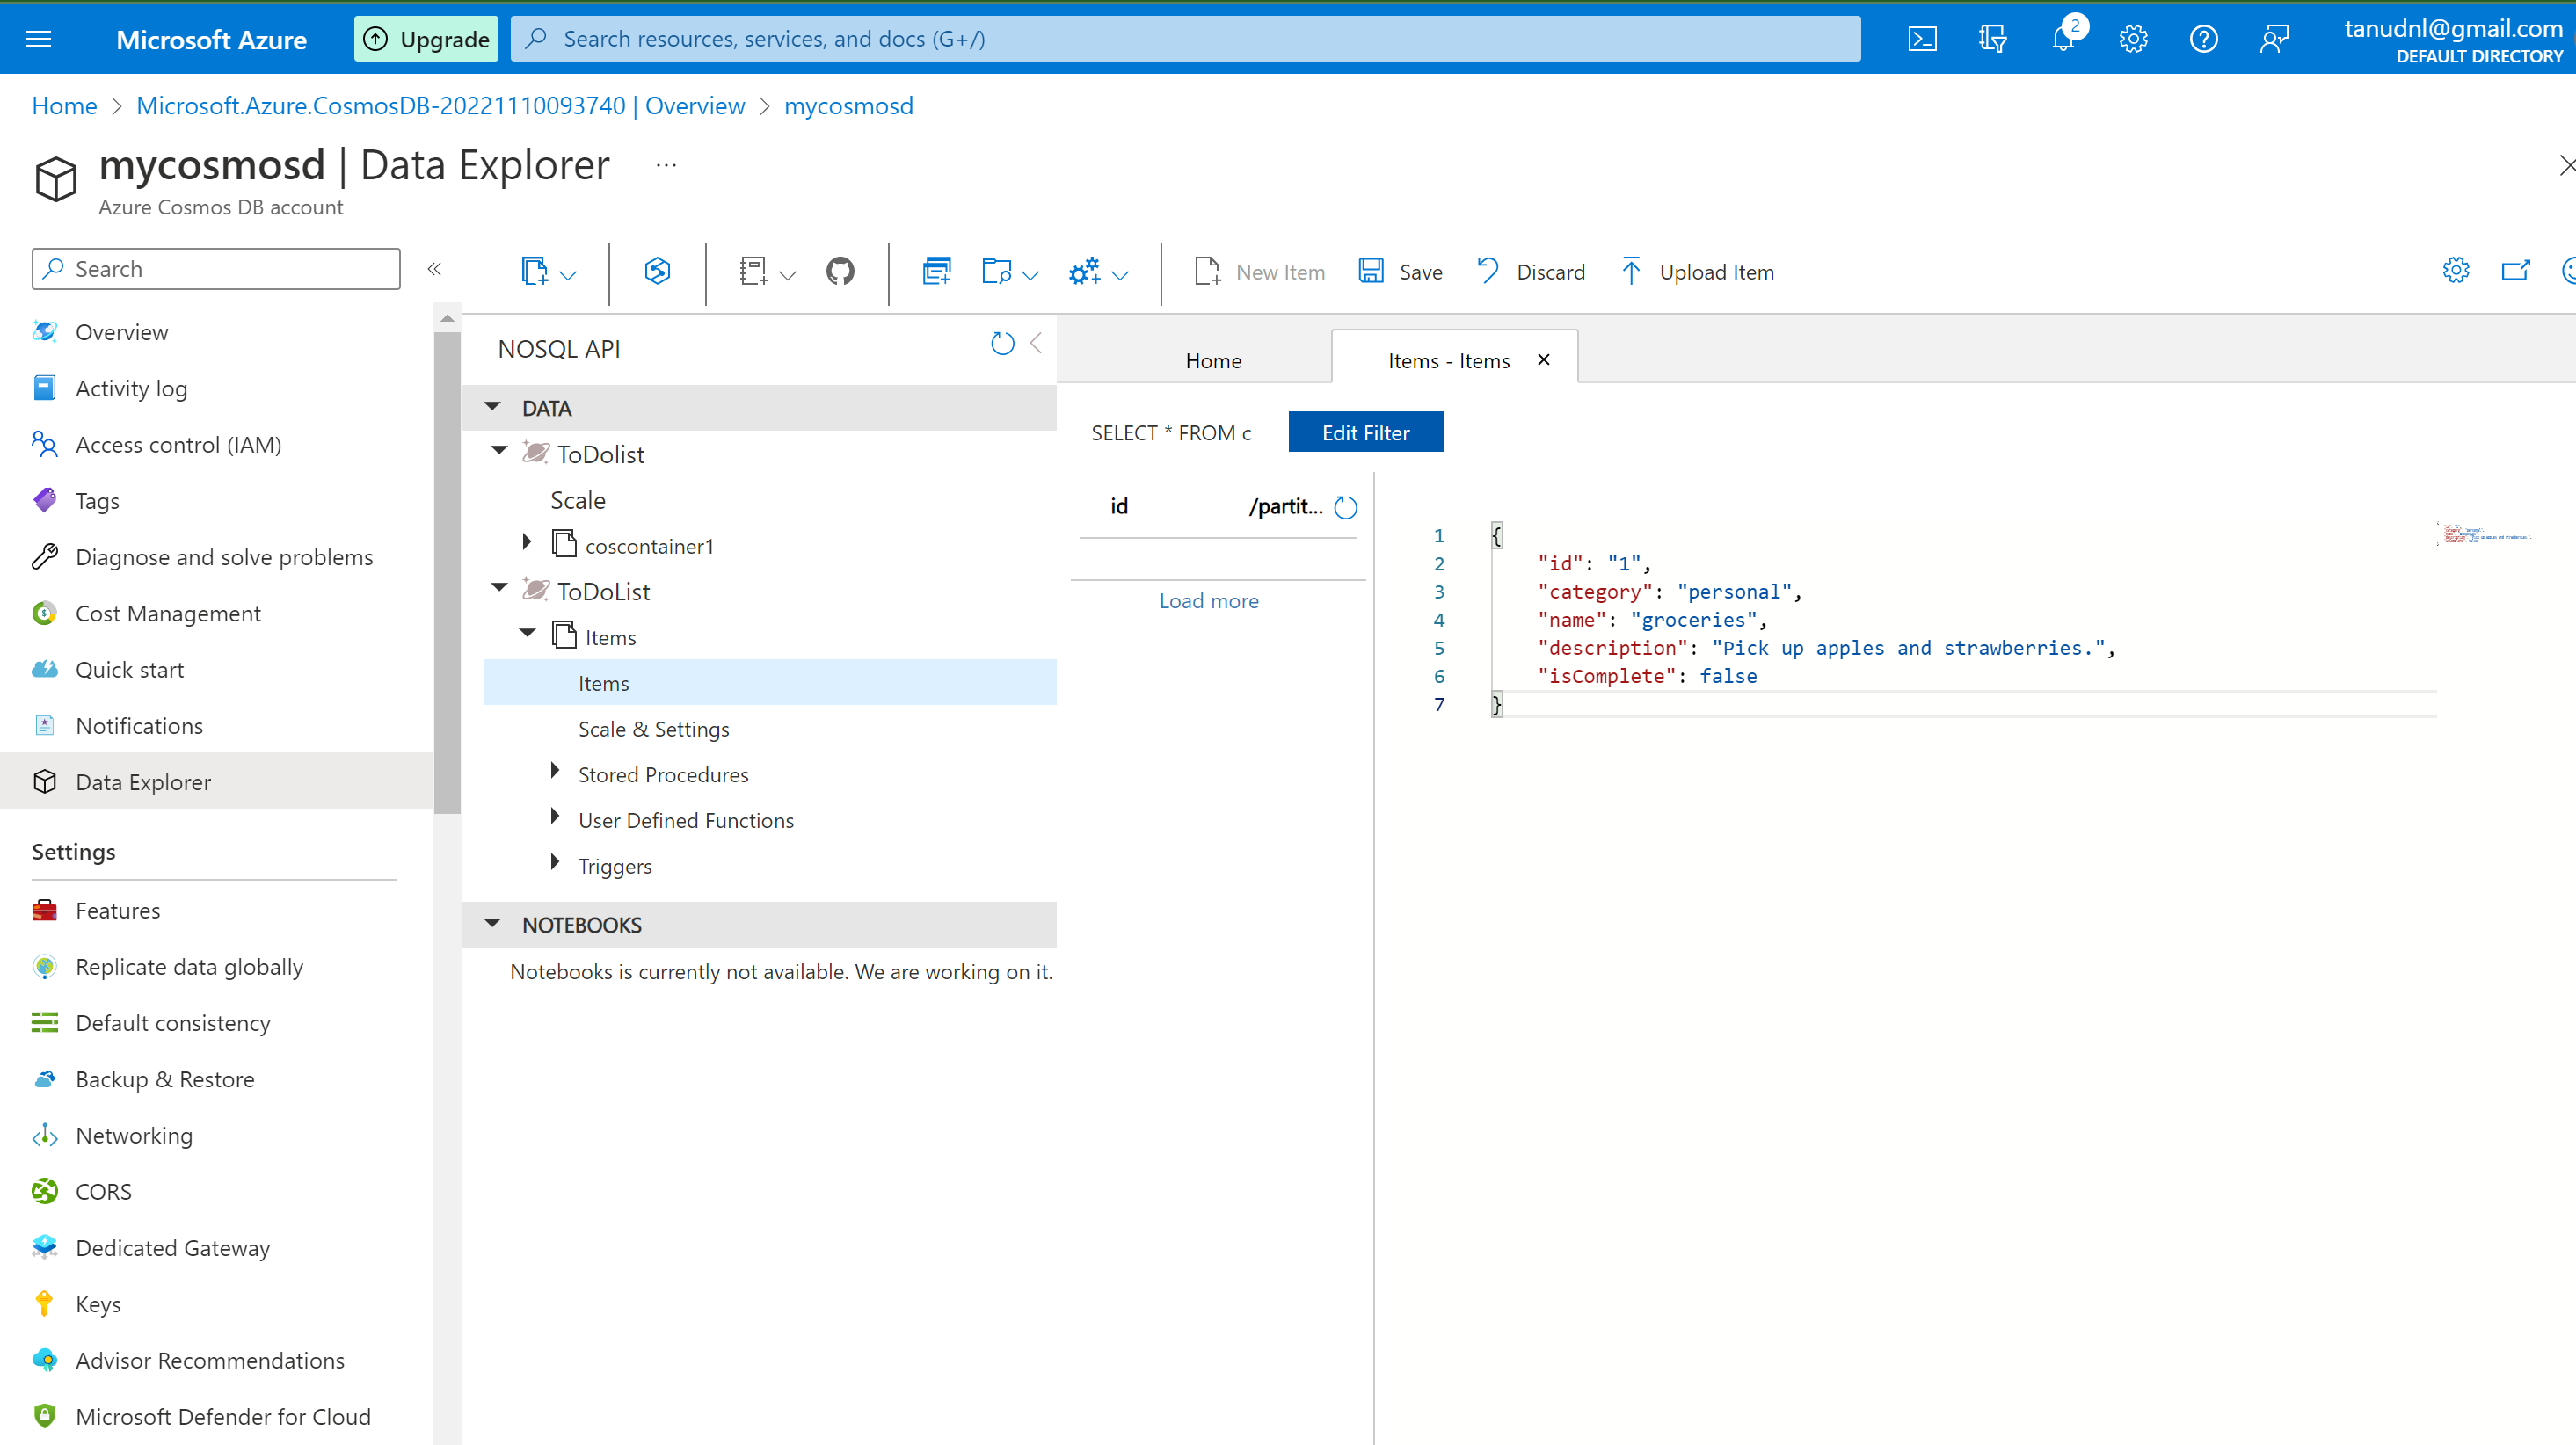 Microsoft Azure
Upgrade
Search resources, services, and docs (G+/)
2
tanudnl@gmail.com
DEFAULT DIRECTORY
Home > Microsoft.Azure.CosmosDB-20221110093740 | Overview > mycosmosd
mycosmosd | Data Explorer ...
Azure Cosmos DB account
Search
«
New Item
Save
Discard
Upload Item
Overview
Activity log
Access control (IAM)
Tags
Diagnose and solve problems
Cost Management
Quick start
Notifications
Data Explorer
Settings
Features
Replicate data globally
Default consistency
Backup & Restore
Networking
CORS
Dedicated Gateway
Keys
Advisor Recommendations
Microsoft Defender for Cloud
NOSQL API
DATA
ToDolist
Scale
coscontainer1
ToDoList
Items
Items
Scale & Settings
Stored Procedures
User Defined Functions
Triggers
NOTEBOOKS
Notebooks is currently not available. We are working on it.
Home
Items - Items
SELECT * FROM c
Edit Filter
id /partit...
Load more
1 {
2 "id": "1",
3 "category": "personal",
4 "name": "groceries",
5 "description": "Pick up apples and strawberries.",
6 "isComplete": false
7 }